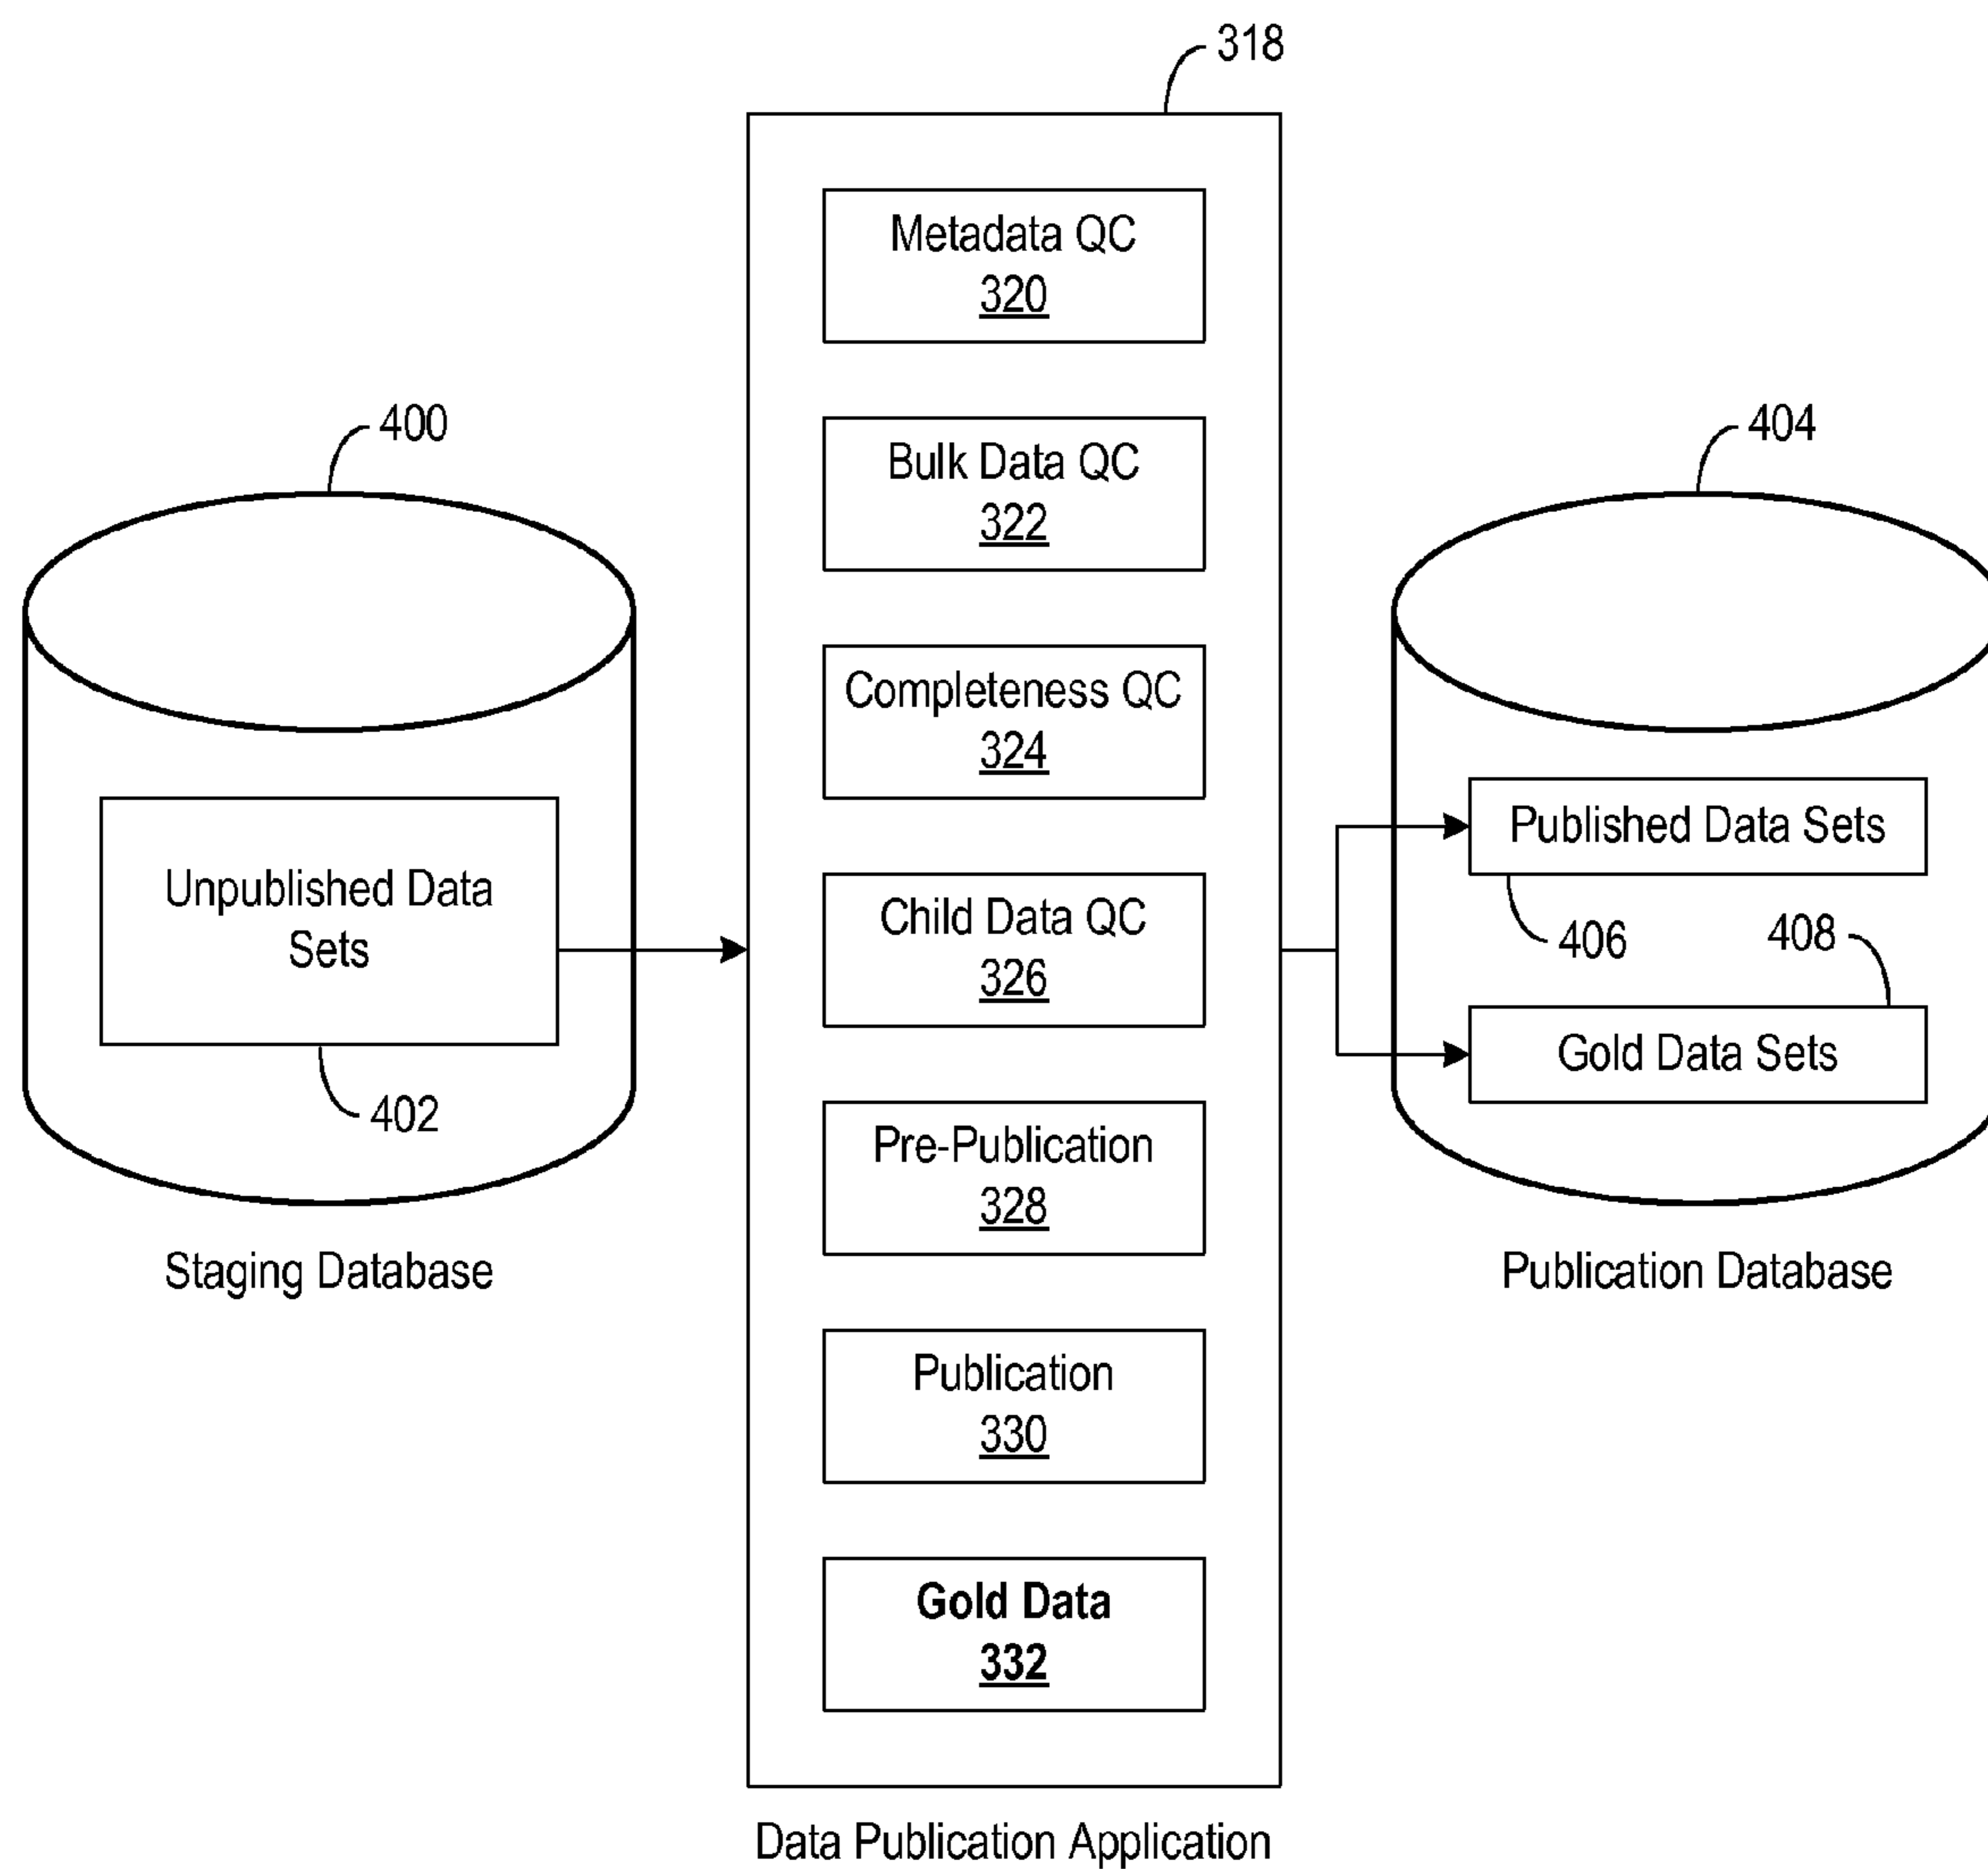 318
Metadata QC
320
Bulk Data QC
322
Completeness QC
324
Child Data QC
326
Pre-Publication
328
Publication
330
Gold Data
332
Data Publication Application
400
Unpublished Data
Sets
402
Staging Database
404
Published Data Sets
406
408
Gold Data Sets
Publication Database